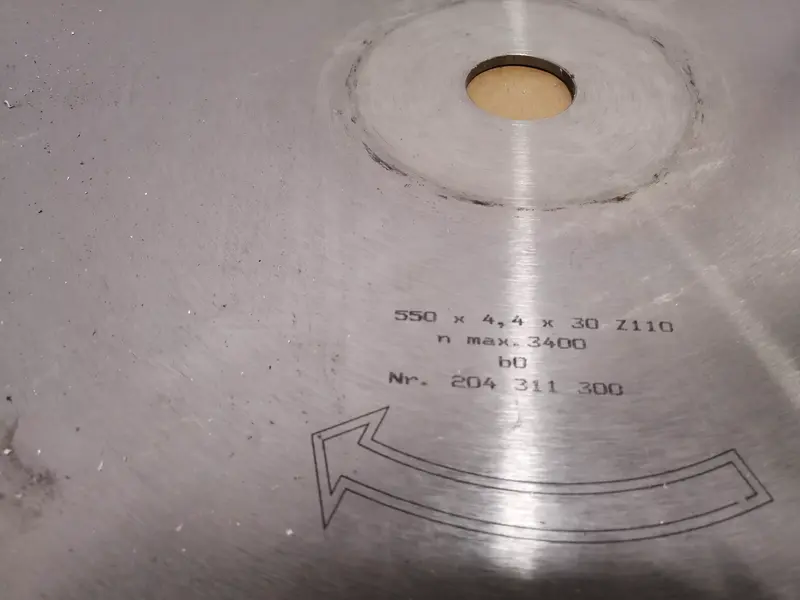 550 x 4,4 x 30 Z110
n max.3400
b0
Nr. 204 311 300